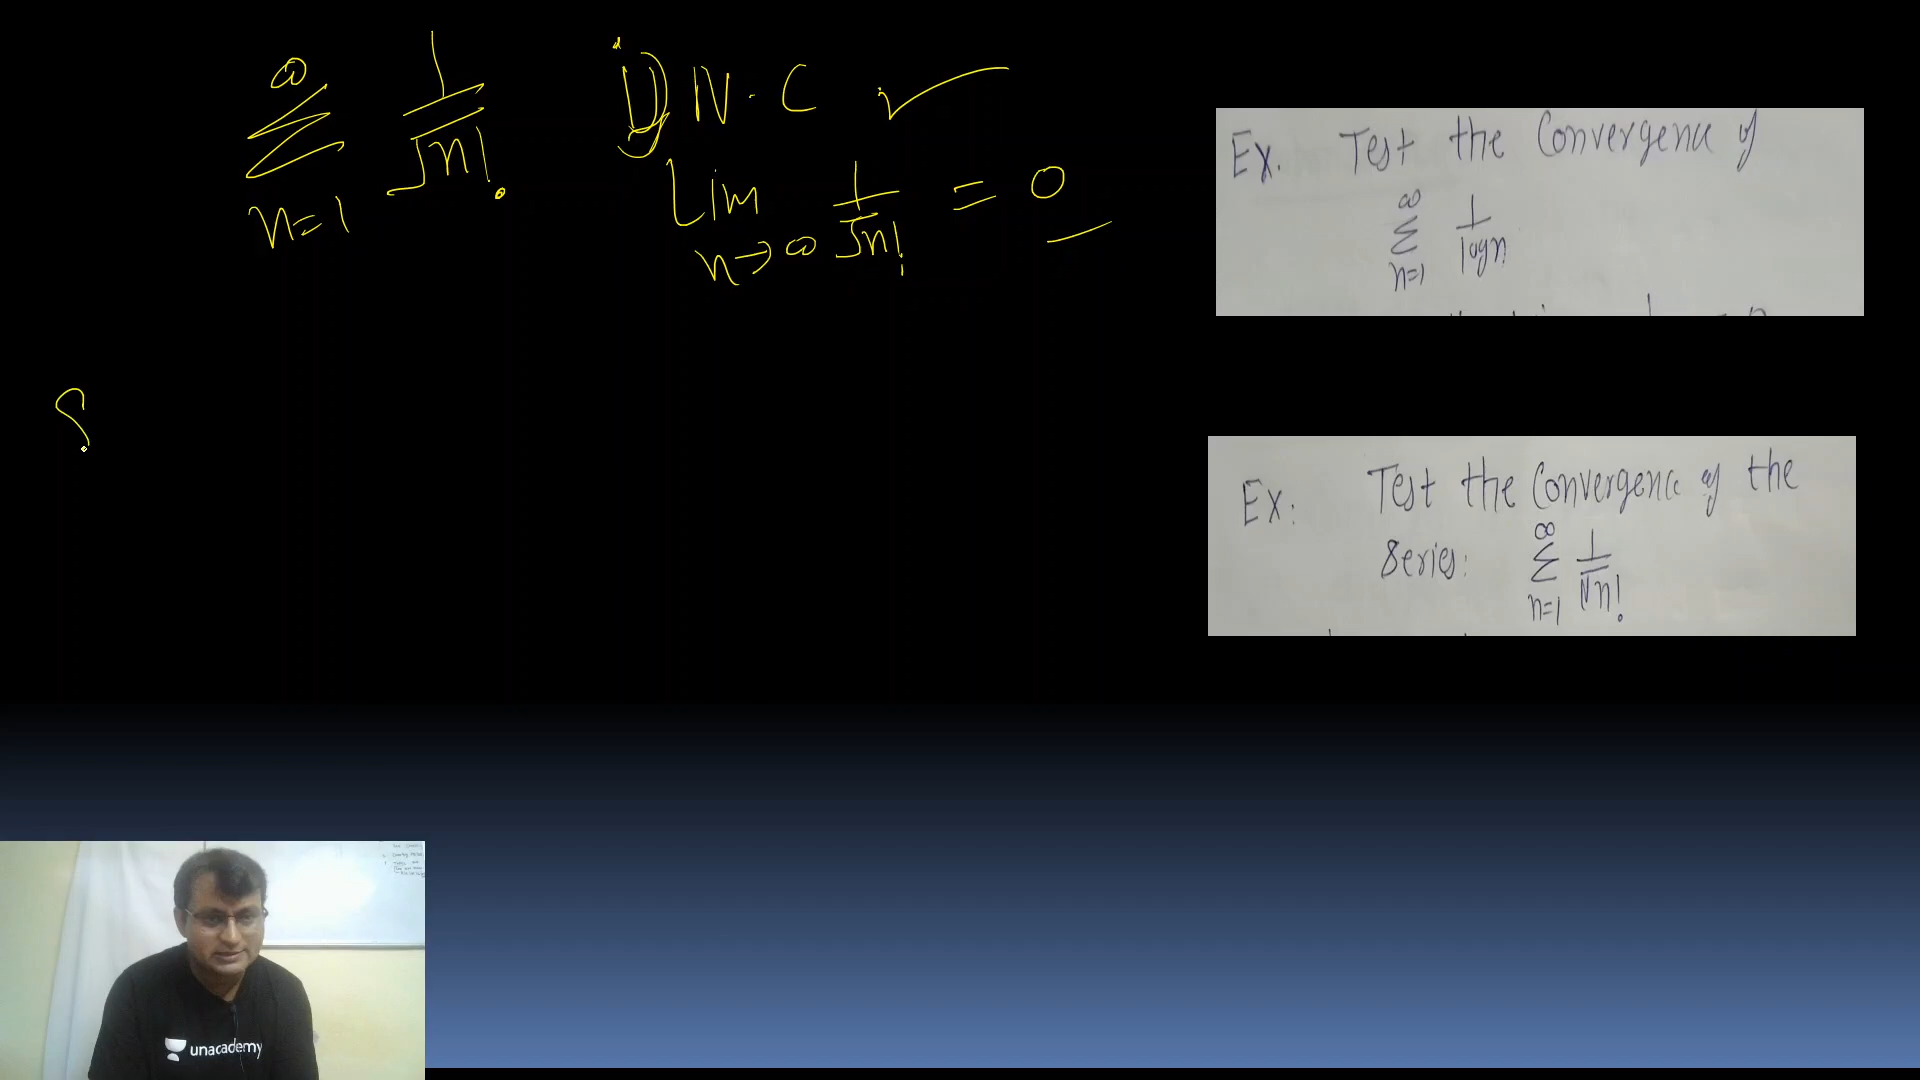 ∞
Σ 1/√n!
n=1
1) N.C ✓
Lim 1/√n! = 0
n→∞
Ex. Test the Convergence of
∞
Σ 1/logn
n=1
Ex: Test the Convergence of the
Series: ∞
Σ 1/√n!
n=1
unacademy